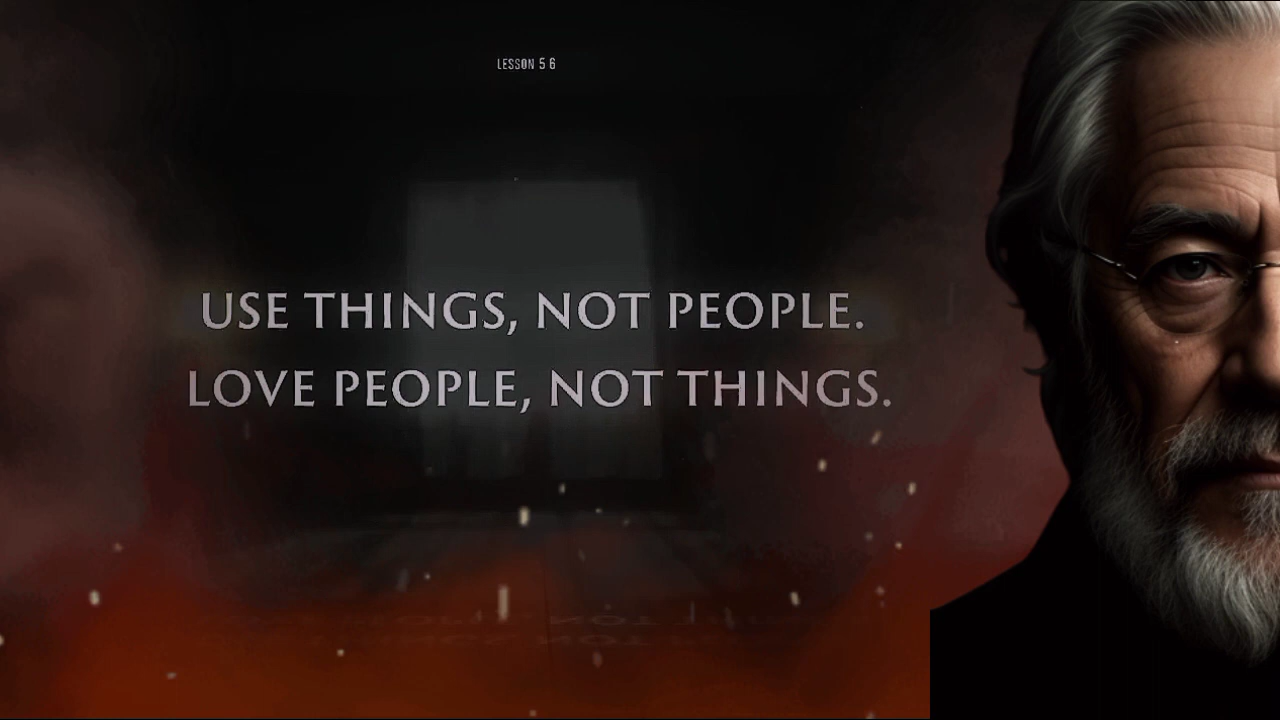 LESSON 56
USE THINGS, NOT PEOPLE.
LOVE PEOPLE, NOT THINGS.